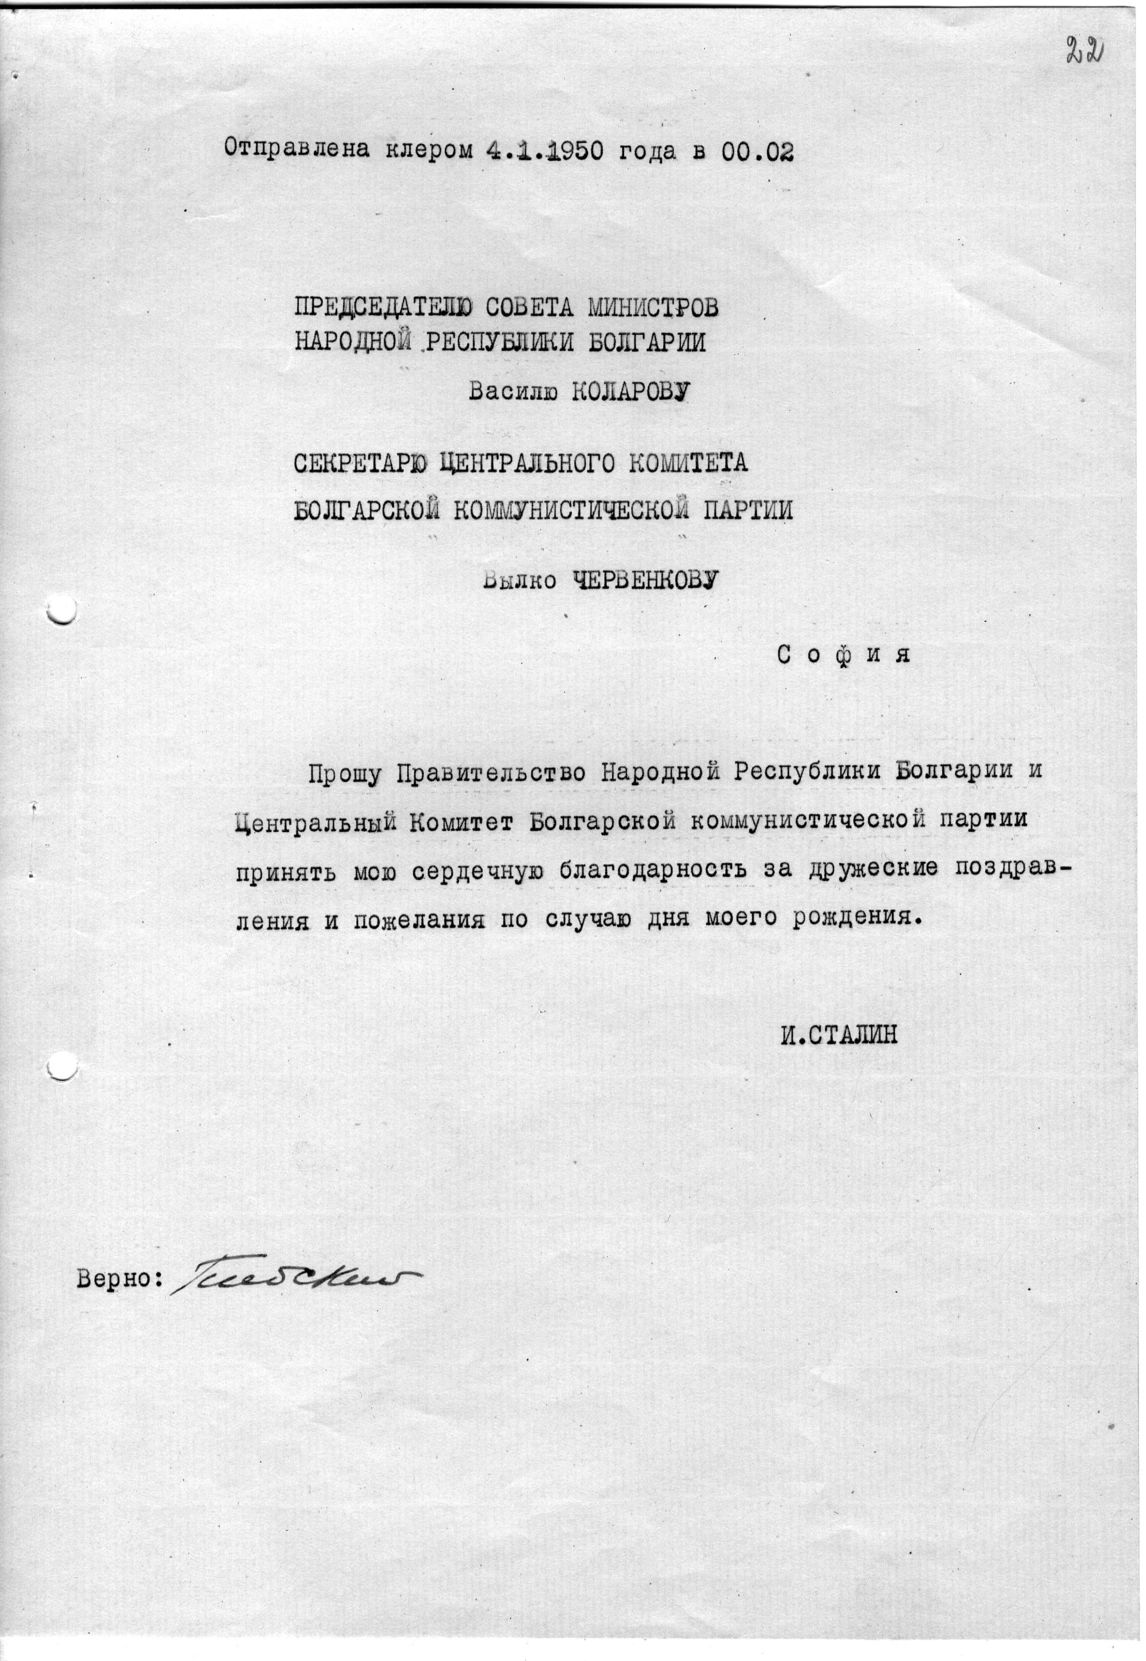 22
Отправлена клером 4.1.1950 года в 00.02
ПРЕДСЕДАТЕЛЮ СОВЕТА МИНИСТРОВ
НАРОДНОЙ РЕСПУБЛИКИ БОЛГАРИИ
Василю КОЛАРОВУ
СЕКРЕТАРЮ ЦЕНТРАЛЬНОГО КОМИТЕТА
БОЛГАРСКОЙ КОММУНИСТИЧЕСКОЙ ПАРТИИ
Вылко ЧЕРВЕНКОВУ
София
Прошу Правительство Народной Республики Болгарии и
Центральный Комитет Болгарской коммунистической партии
принять мою сердечную благодарность за дружеские поздрав-
ления и пожелания по случаю дня моего рождения.
И.СТАЛИН
Верно: